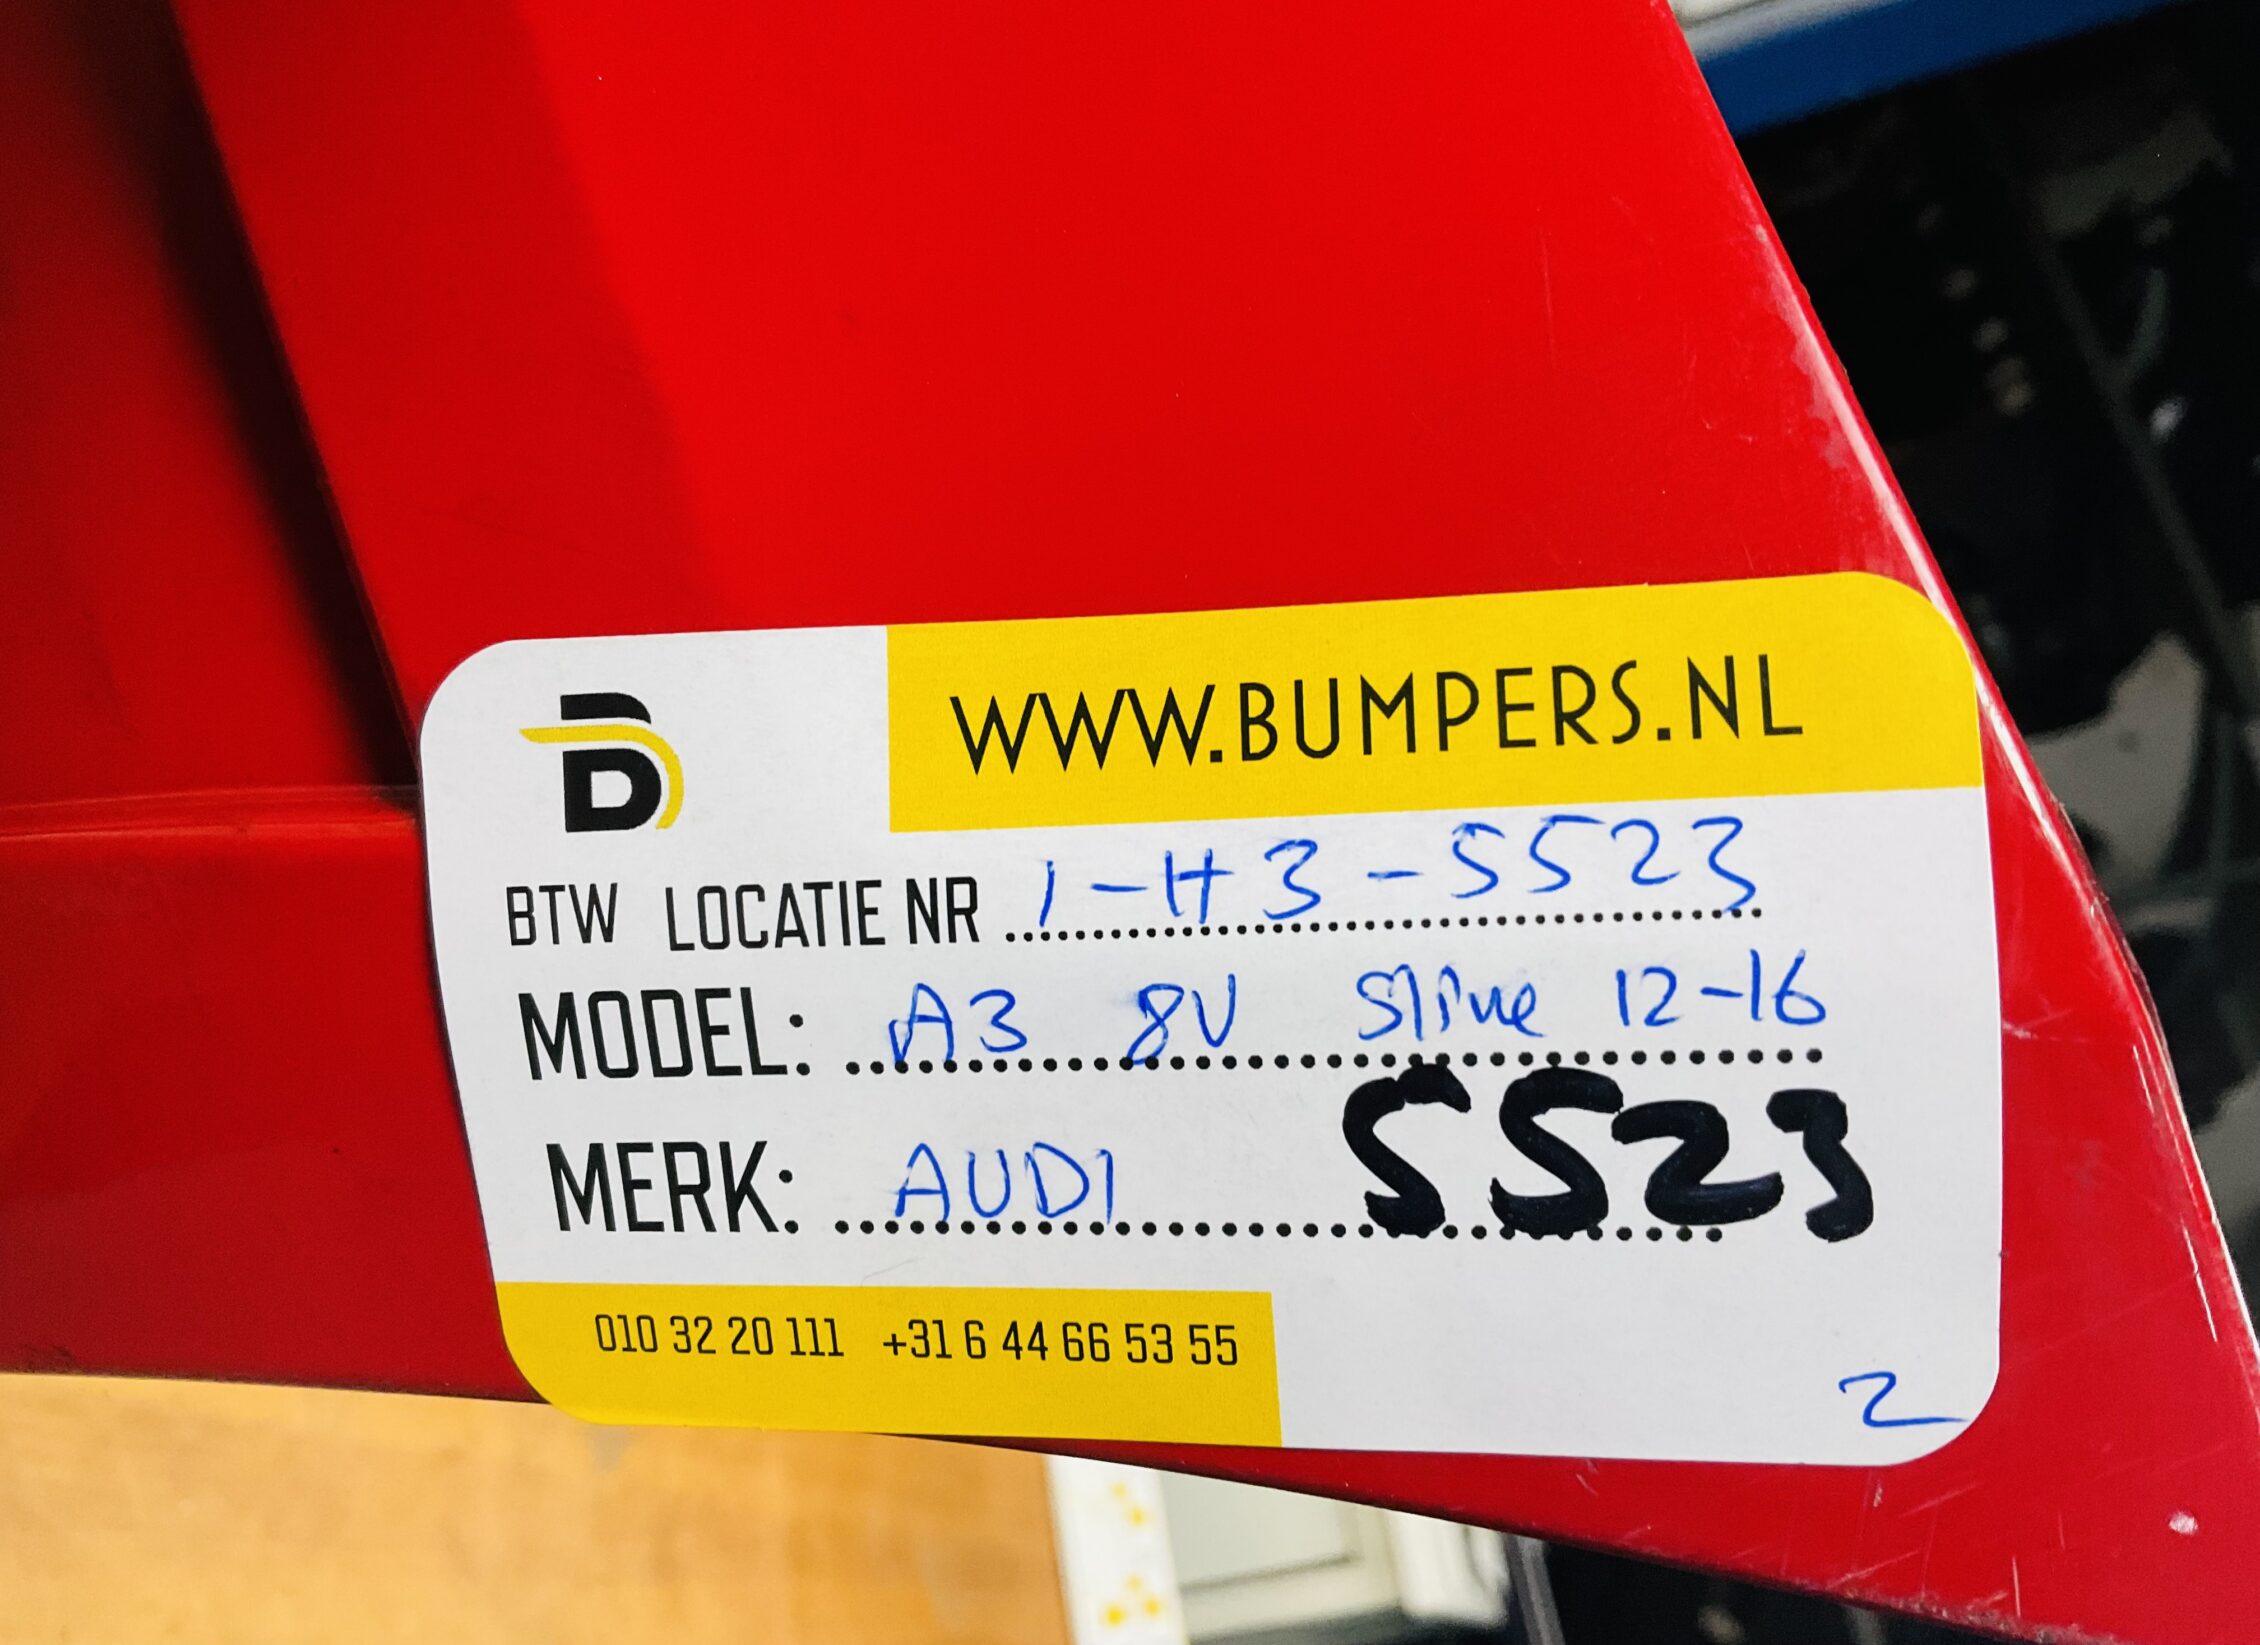 B
WWW.BUMPERS.NL
BTW LOCATIE NR 1-H3-5523
MODEL: A3 8V Sline 12-16
MERK: AUDI 5523
010 32 20 111 +31 6 44 66 53 55
2